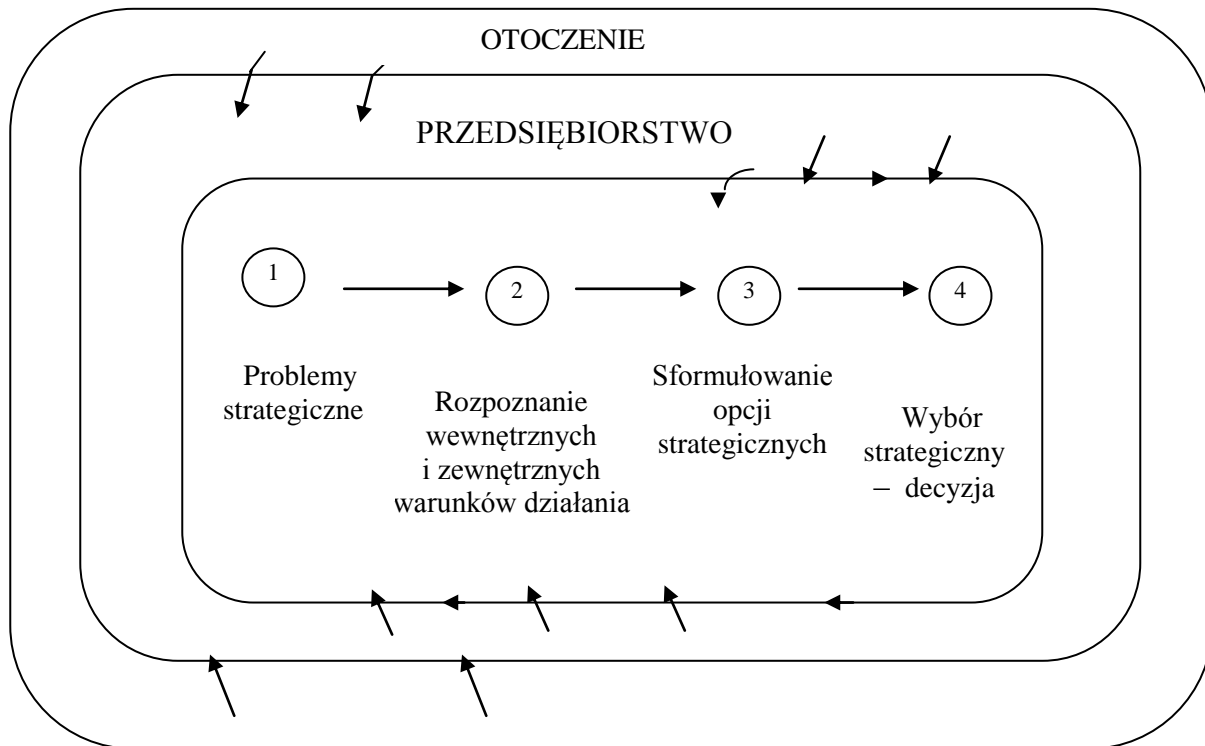 OTOCZENIE
PRZEDSIĘBIORSTWO
1
2
3
4
Problemy
strategiczne
Rozpoznanie
wewnętrznych
i zewnętrznych
warunków działania
Sformułowanie
opcji
strategicznych
Wybór
strategiczny
– decyzja